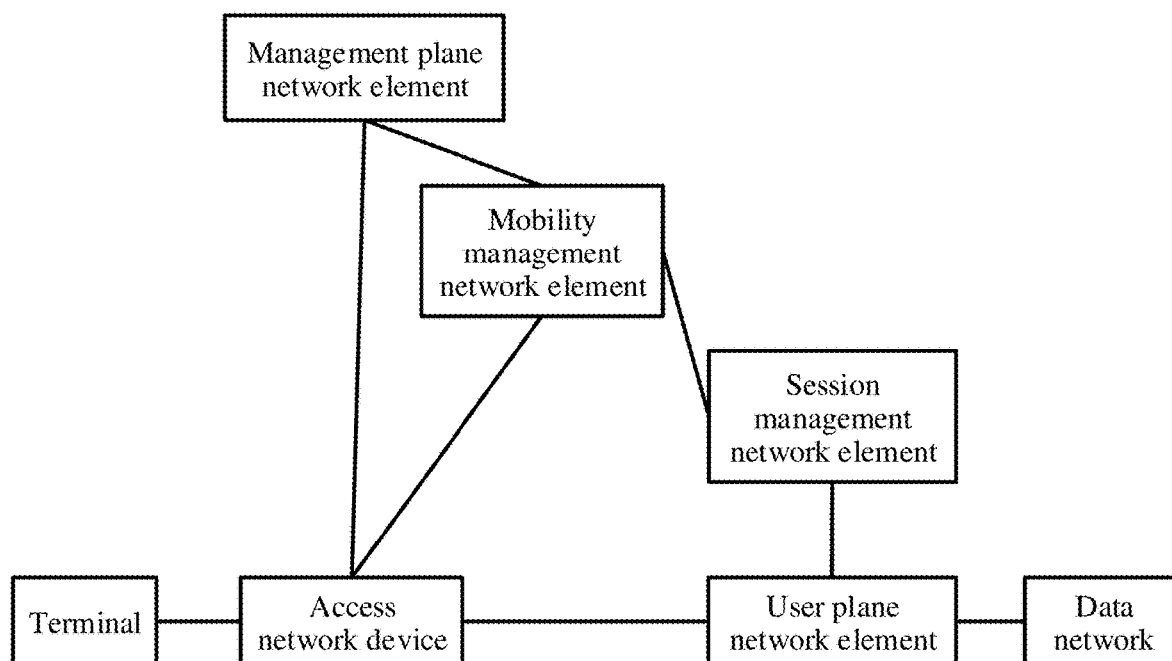 Management plane
network element
Mobility
management
network element
Session
management
network element
Terminal
Access
network device
User plane
network element
Data
network